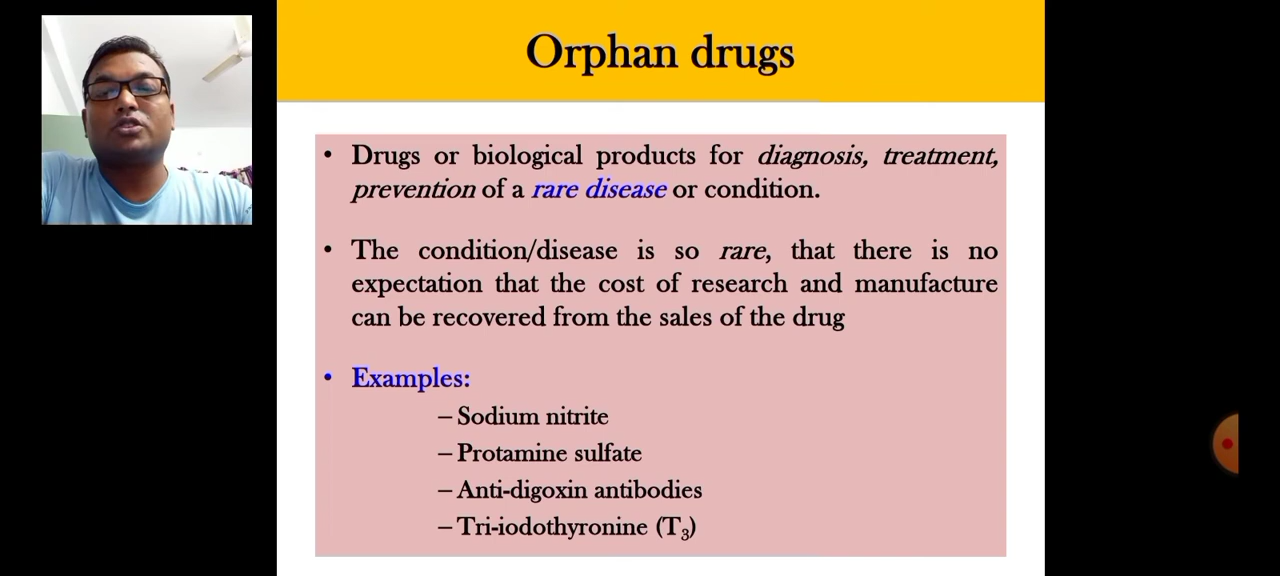 Orphan drugs
• Drugs or biological products for diagnosis, treatment,
prevention of a rare disease or condition.
• The condition/disease is so rare, that there is no
expectation that the cost of research and manufacture
can be recovered from the sales of the drug
• Examples:
– Sodium nitrite
– Protamine sulfate
– Anti-digoxin antibodies
– Tri-iodothyronine (T₃)